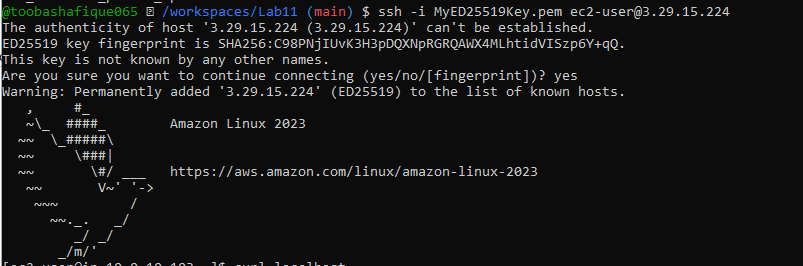 @toobashafique065 /workspaces/Lab11 (main) $ ssh -i MyED25519Key.pem ec2-user@3.29.15.224
The authenticity of host '3.29.15.224 (3.29.15.224)' can't be established.
ED25519 key fingerprint is SHA256:C98PNjIUvK3H3pDQXNpRGRQAWX4MLhtidVISzp6Y+qQ.
This key is not known by any other names.
Are you sure you want to continue connecting (yes/no/[fingerprint])? yes
Warning: Permanently added '3.29.15.224' (ED25519) to the list of known hosts.
   ,     #_
   ~\_  ####_        Amazon Linux 2023
  ~~  \_#####\
  ~~     \###|
  ~~       \#/ ___   https://aws.amazon.com/linux/amazon-linux-2023
   ~~       V~' '->
    ~~~         /
      ~~._.   _/
         _/ _/
       _/m/'